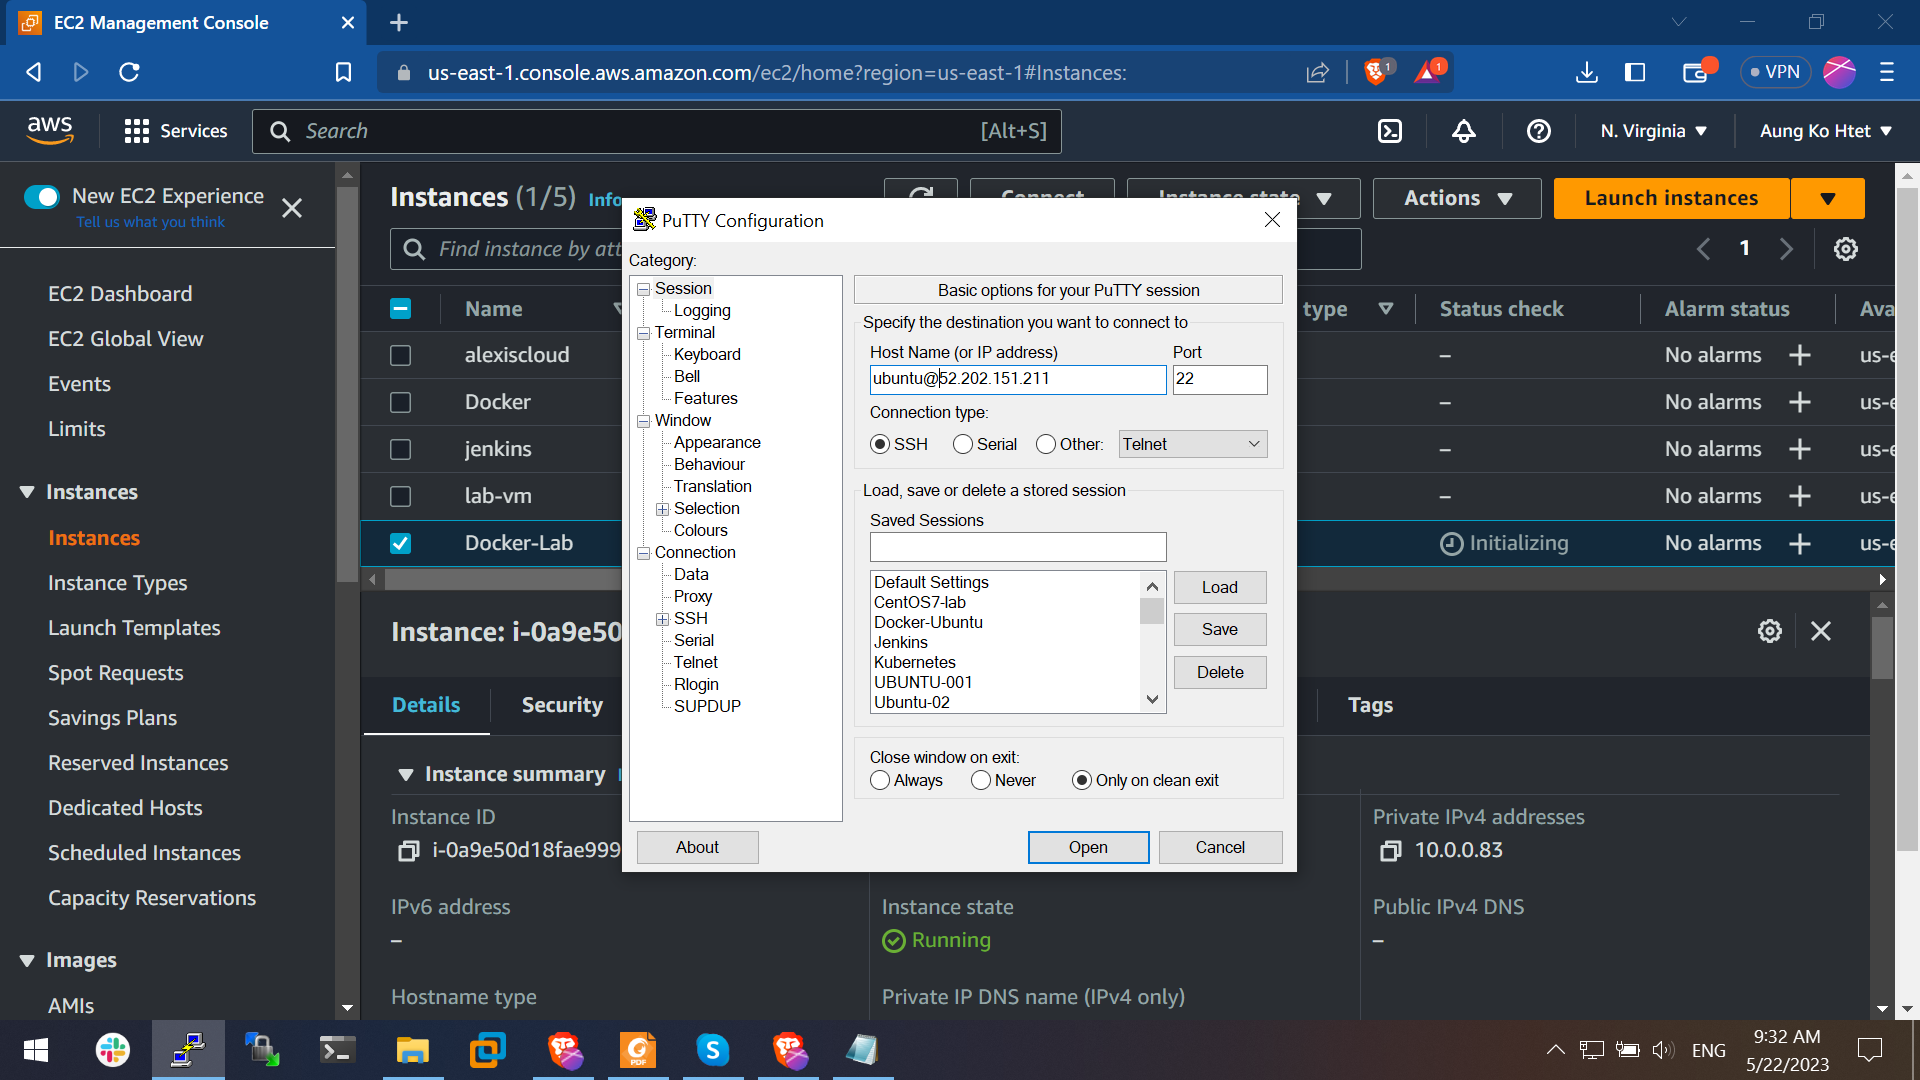 EC2 Management Console
us-east-1.console.aws.amazon.com/ec2/home?region=us-east-1#Instances:
1
1
VPN
aws
Services
Search
[Alt+S]
N. Virginia
Aung Ko Htet
New EC2 Experience
Tell us what you think
EC2 Dashboard
EC2 Global View
Events
Tags
Limits
Instances
Instances
Instance Types
Launch Templates
Spot Requests
Savings Plans
Reserved Instances
Dedicated Hosts
Scheduled Instances
Capacity Reservations
Images
AMIs
Instances (1/5) Info
Connect
Instance state
Actions
Launch instances
Find instance by att
1
Name
type
Status check
Alarm status
Ava
alexiscloud
–
No alarms
us-e
Docker
–
No alarms
us-e
jenkins
–
No alarms
us-e
lab-vm
–
No alarms
us-e
Docker-Lab
Initializing
No alarms
us-e
Instance: i-0a9e50
Details
Security
Tags
Instance summary
Instance ID
i-0a9e50d18fae999
Private IPv4 addresses
10.0.0.83
IPv6 address
–
Instance state
Running
Public IPv4 DNS
–
Hostname type
Private IP DNS name (IPv4 only)
PuTTY Configuration
Category:
Session
Logging
Terminal
Keyboard
Bell
Features
Window
Appearance
Behaviour
Translation
Selection
Colours
Connection
Data
Proxy
SSH
Serial
Telnet
Rlogin
SUPDUP
Basic options for your PuTTY session
Specify the destination you want to connect to
Host Name (or IP address)
Port
ubuntu@52.202.151.211
22
Connection type:
SSH
Serial
Other:
Telnet
Load, save or delete a stored session
Saved Sessions
Default Settings
CentOS7-lab
Docker-Ubuntu
Jenkins
Kubernetes
UBUNTU-001
Ubuntu-02
Load
Save
Delete
Close window on exit:
Always
Never
Only on clean exit
About
Open
Cancel
PDF
S
ENG
9:32 AM
5/22/2023